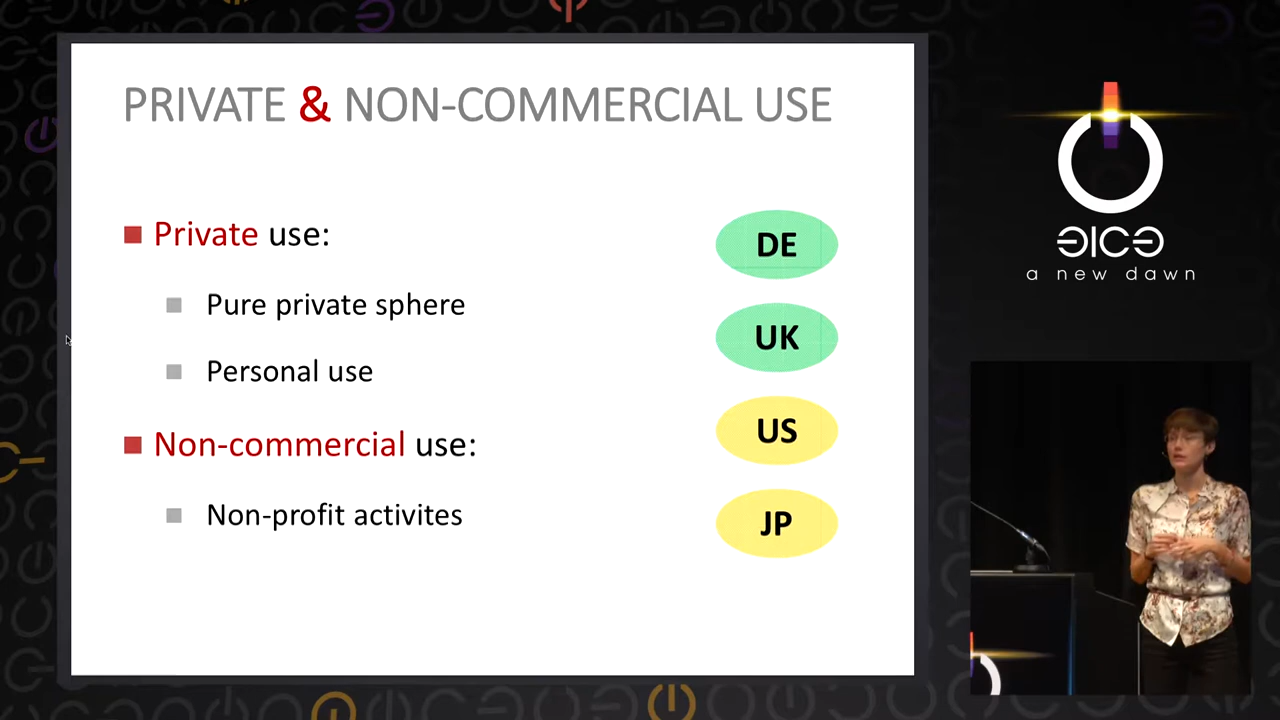 PRIVATE & NON-COMMERCIAL USE
Private use:
Pure private sphere
Personal use
Non-commercial use:
Non-profit activites
DE
UK
US
JP
a new dawn